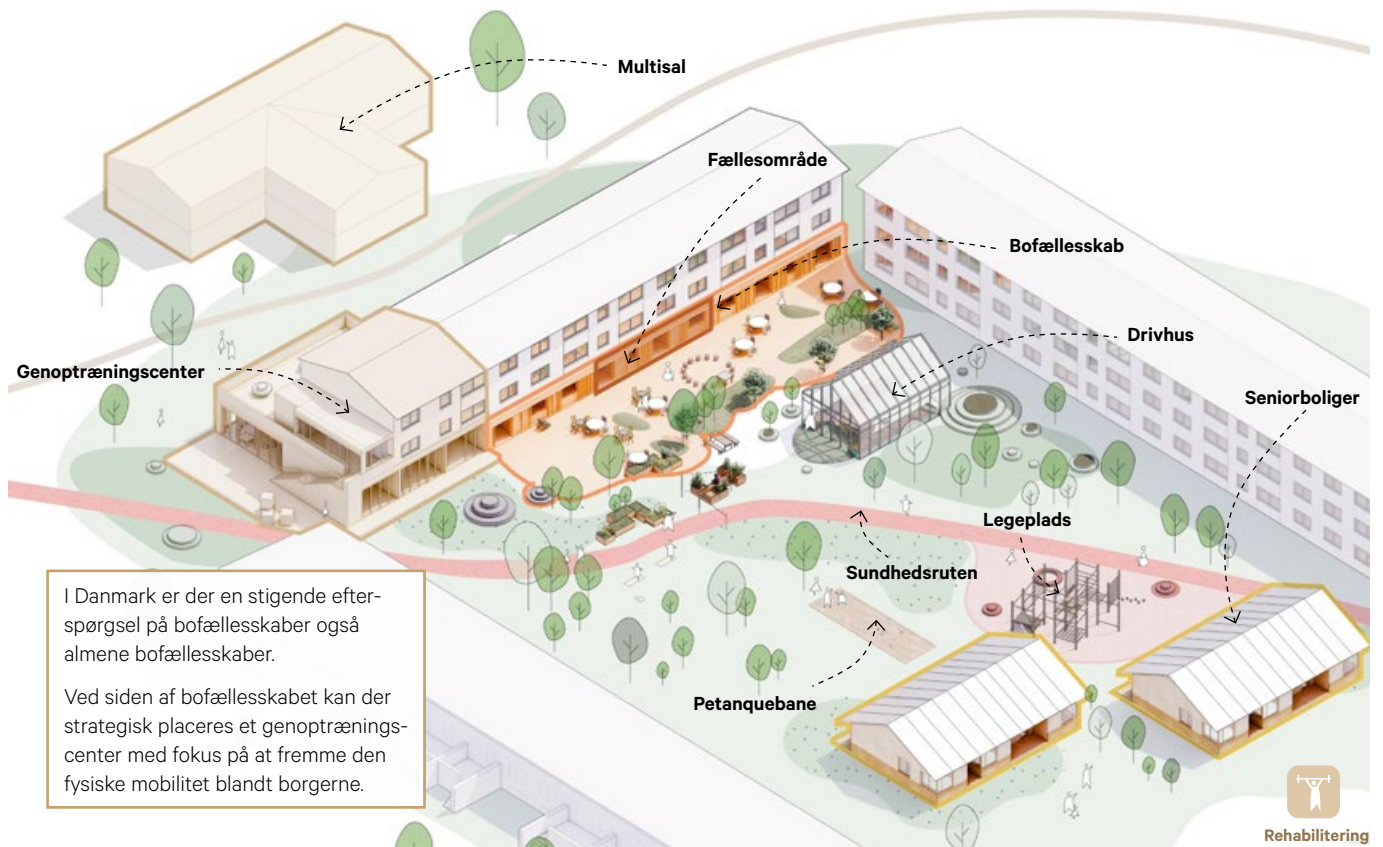 Multisal
Fællesområde
Bofællesskab
Drivhus
Genoptræningscenter
Seniorboliger
Legeplads
Sundhedsruten
Petanquebane
I Danmark er der en stigende efter-
spørgsel på bofællesskaber også
almene bofællesskaber.
Ved siden af bofællesskabet kan der
strategisk placeres et genoptrænings-
center med fokus på at fremme den
fysiske mobilitet blandt borgerne.
Rehabilitering